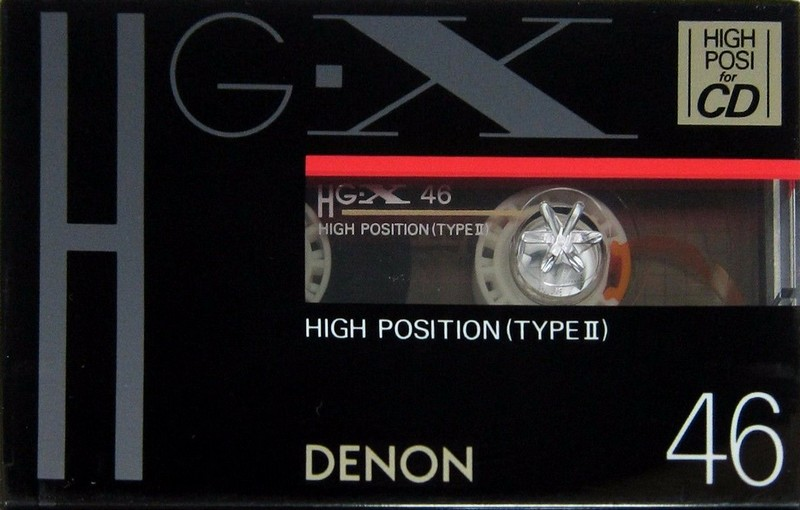 HG·X
HIGH
POSI
for
CD
HG·X 46
HIGH POSITION (TYPE II)
HIGH POSITION (TYPE II)
DENON
46